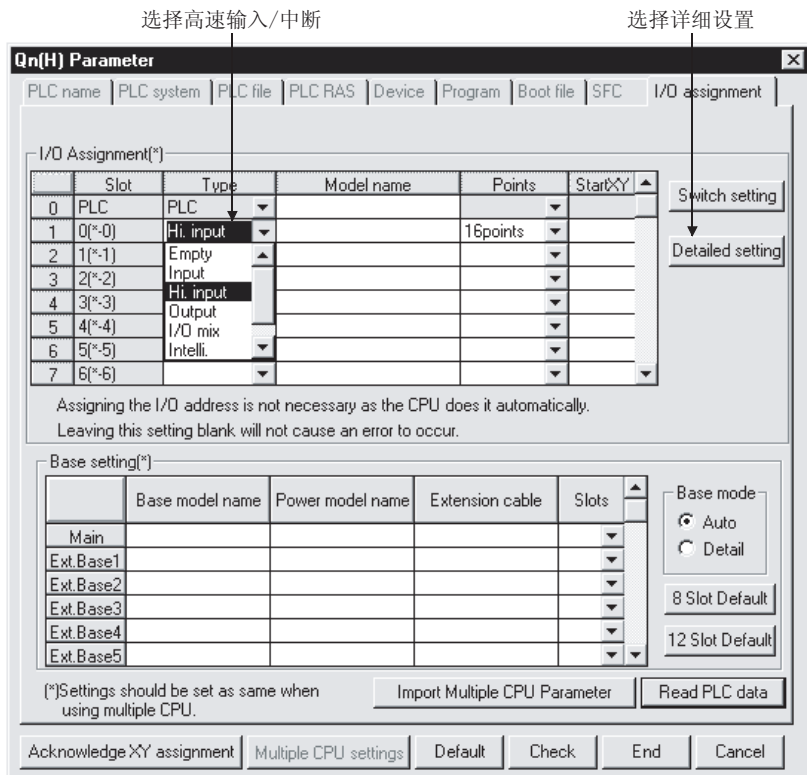 选择高速输入/中断 选择详细设置
Qn(H) Parameter
PLC name PLC system PLC file PLC RAS Device Program Boot file SFC I/O assignment
I/O Assignment(*)
Slot Type Model name Points StartXY
Switch setting
0 PLC PLC
1 0(*-0) Hi. input 16points
Detailed setting
2 1(*-1) Empty
3 2(*-2) Input
Hi. input
4 3(*-3) Output
5 4(*-4) I/O mix
6 5(*-5) Intelli.
7 6(*-6)
Assigning the I/O address is not necessary as the CPU does it automatically.
Leaving this setting blank will not cause an error to occur.
Base setting(*)
Base model name Power model name Extension cable Slots
Base mode
Auto
Detail
Main
Ext.Base1
Ext.Base2
Ext.Base3
8 Slot Default
Ext.Base4
12 Slot Default
Ext.Base5
(*)Settings should be set as same when
using multiple CPU.
Import Multiple CPU Parameter Read PLC data
Acknowledge XY assignment Multiple CPU settings Default Check End Cancel